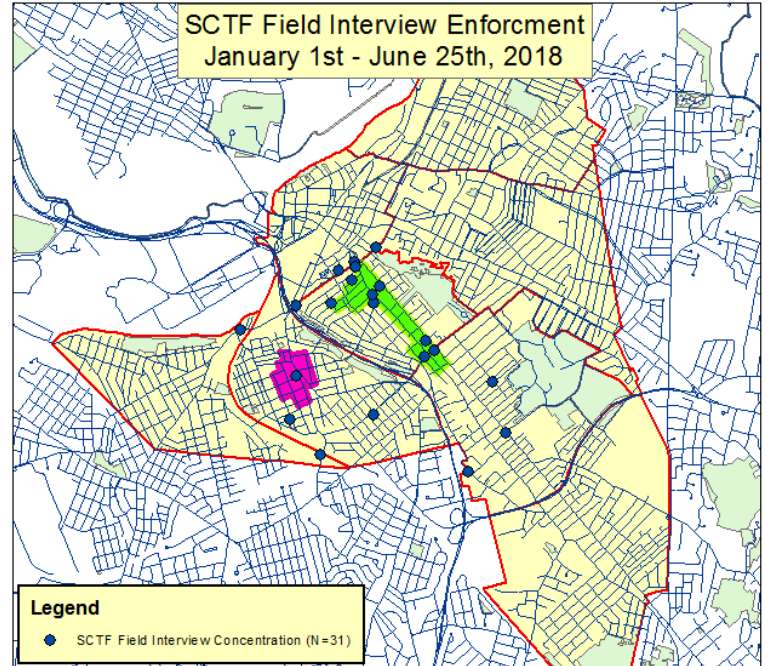 SCTF Field Interview Enforcment
January 1st - June 25th, 2018
Legend
SCTF Field Interview Concentration (N=31)